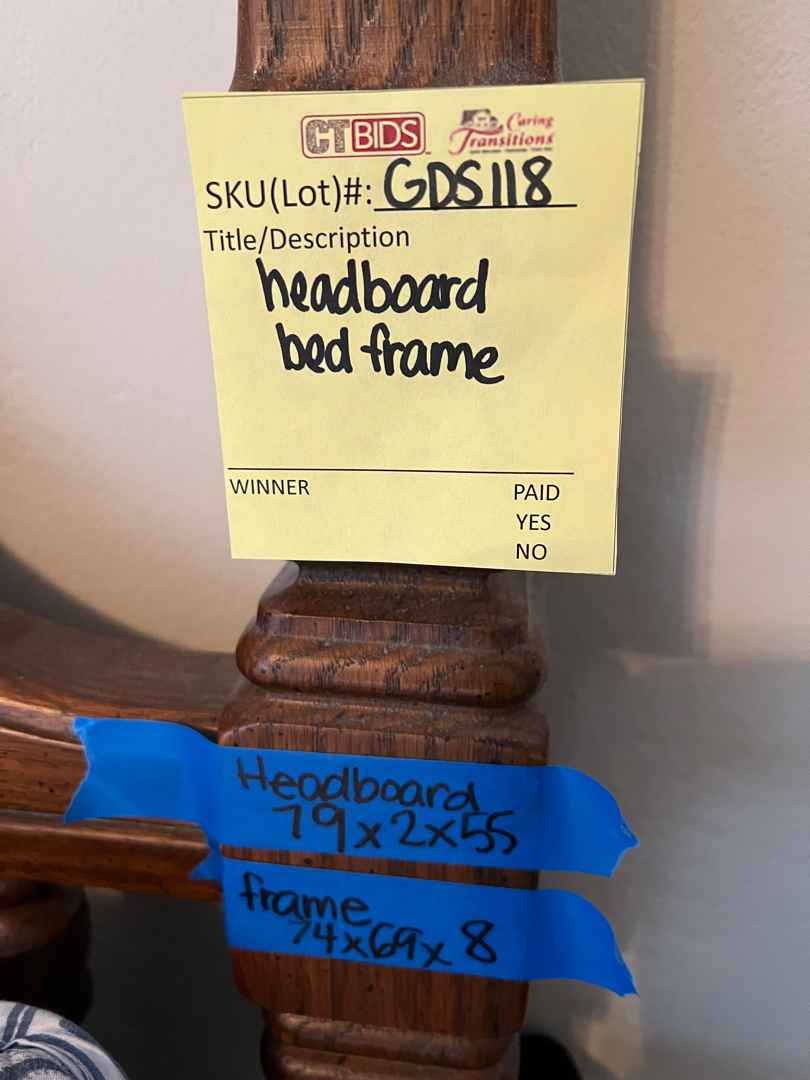 CTBIDS
Caring Transitions
SKU(Lot)#: GDS118
Title/Description
headboard
bed frame
WINNER PAID
YES
NO
Headboard
79x2x55
frame
74x69x8